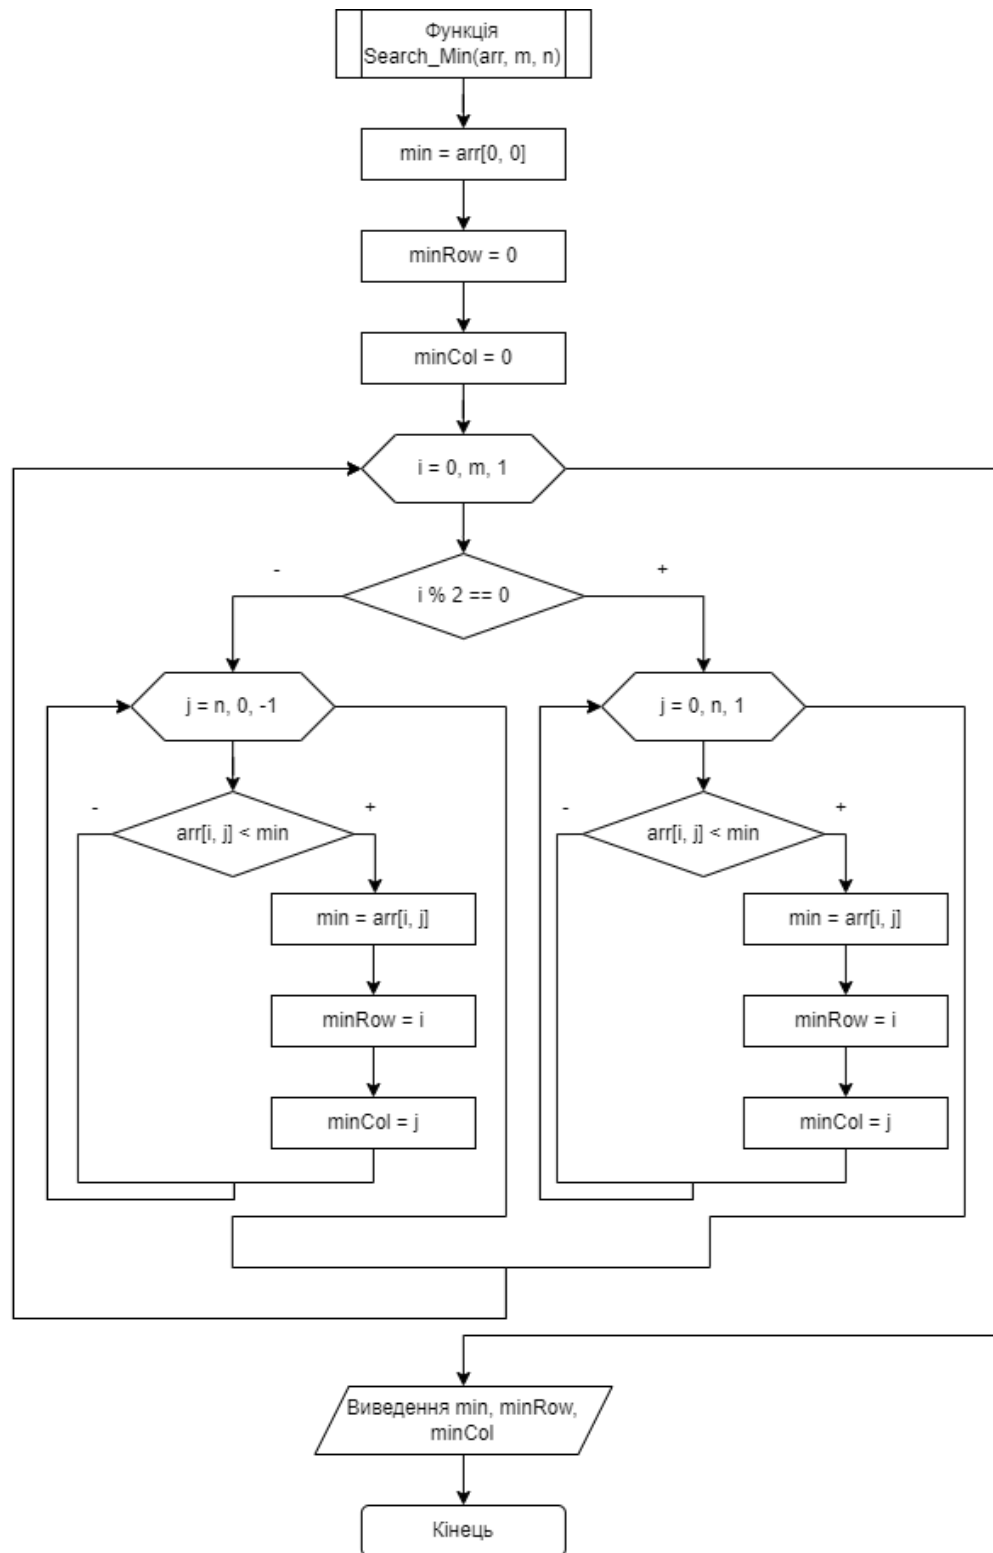 Функція
Search_Min(arr, m, n)
min = arr[0, 0]
minRow = 0
minCol = 0
i = 0, m, 1
-
+
i % 2 == 0
j = n, 0, -1
j = 0, n, 1
-
+
-
+
arr[i, j] < min
arr[i, j] < min
min = arr[i, j]
min = arr[i, j]
minRow = i
minRow = i
minCol = j
minCol = j
Виведення min, minRow,
minCol
Кінець